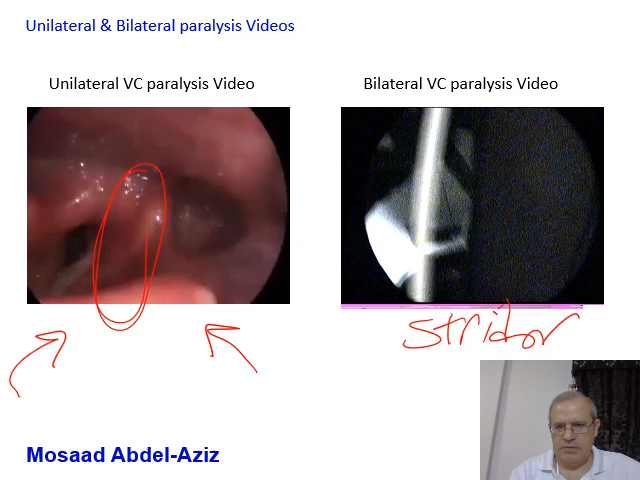 Unilateral & Bilateral paralysis Videos
Unilateral VC paralysis Video
Bilateral VC paralysis Video
Stridor
Mosaad Abdel-Aziz